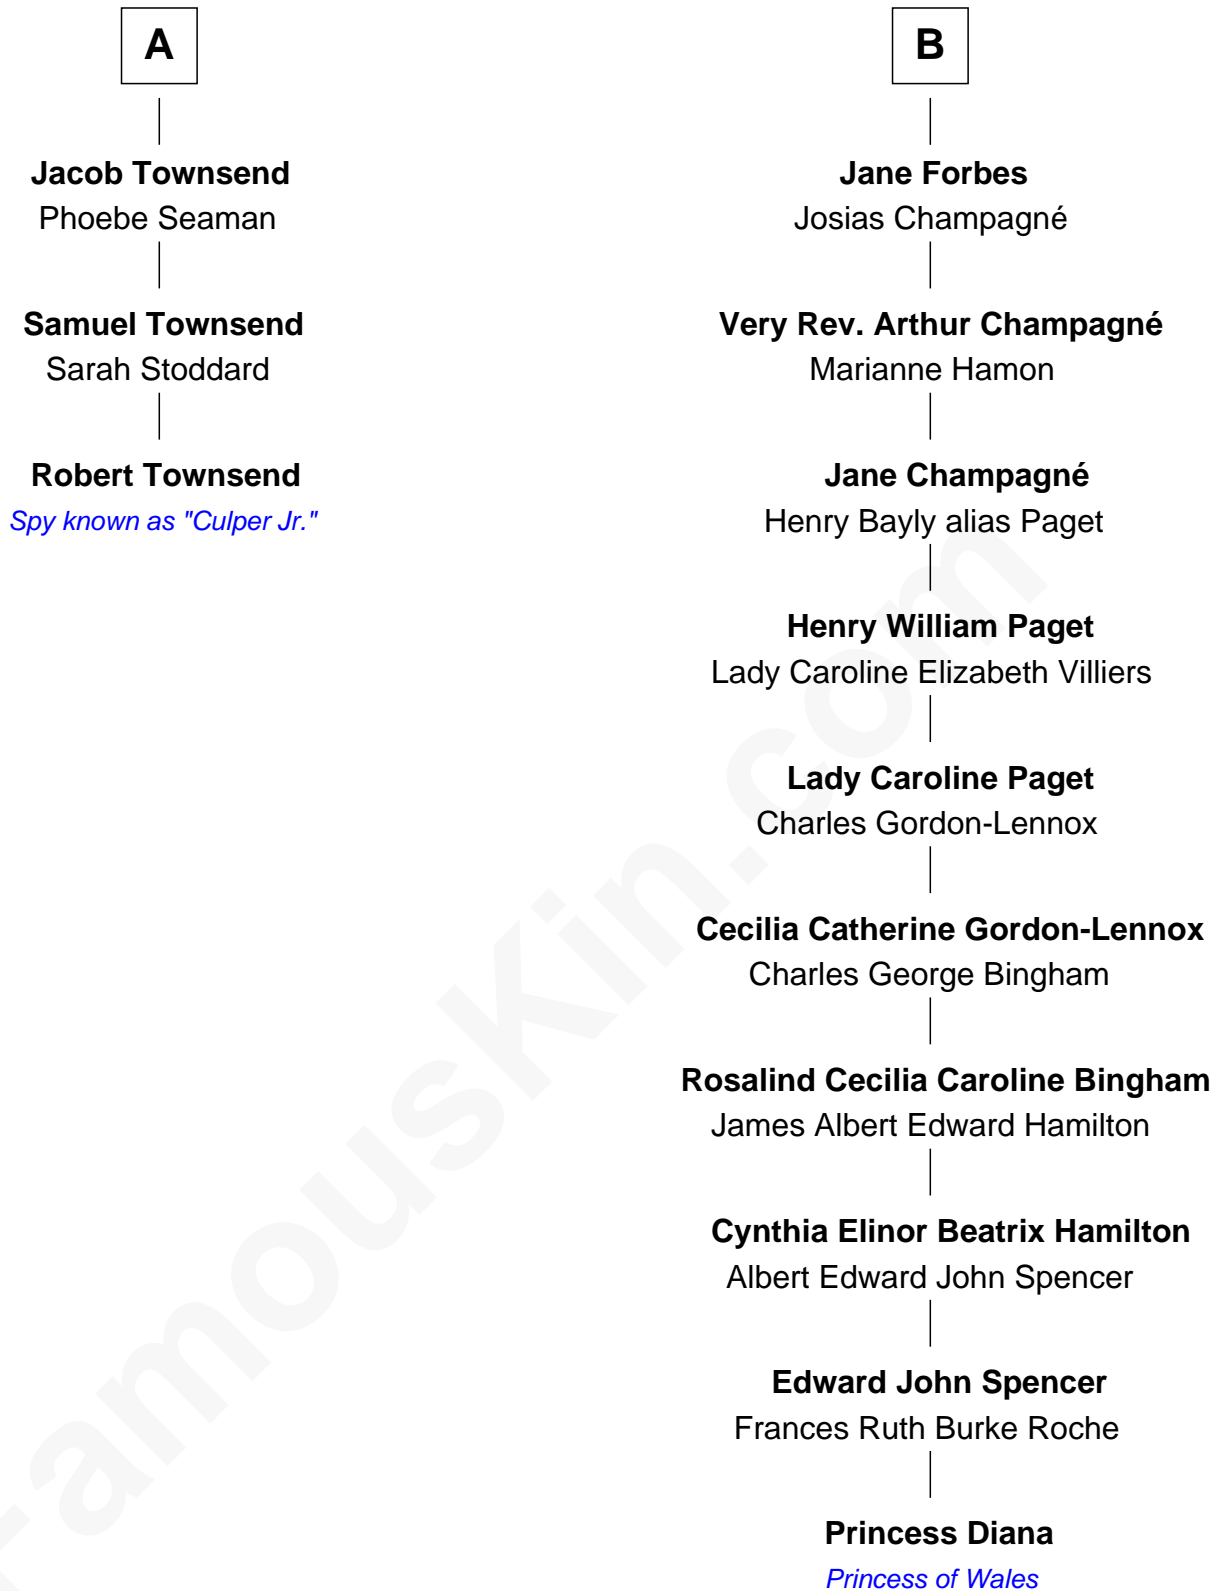 A
Jacob Townsend
Phoebe Seaman
Samuel Townsend
Sarah Stoddard
Robert Townsend
Spy known as "Culper Jr."
B
Jane Forbes
Josias Champagné
Very Rev. Arthur Champagné
Marianne Hamon
Jane Champagné
Henry Bayly alias Paget
Henry William Paget
Lady Caroline Elizabeth Villiers
Lady Caroline Paget
Charles Gordon-Lennox
Cecilia Catherine Gordon-Lennox
Charles George Bingham
Rosalind Cecilia Caroline Bingham
James Albert Edward Hamilton
Cynthia Elinor Beatrix Hamilton
Albert Edward John Spencer
Edward John Spencer
Frances Ruth Burke Roche
Princess Diana
Princess of Wales
FamousKin.com